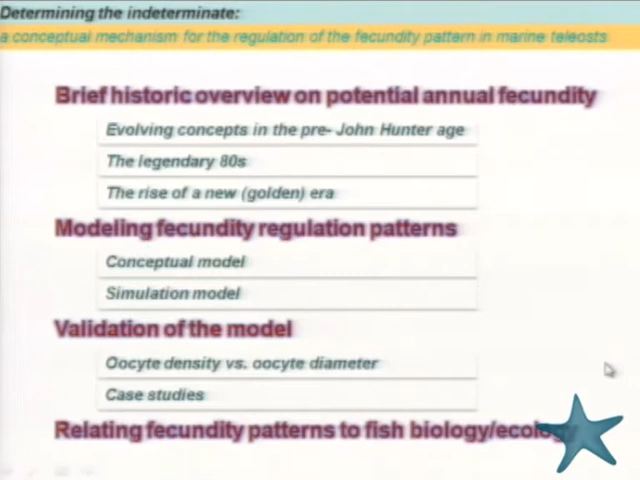 Determining the indeterminate:
a conceptual mechanism for the regulation of the fecundity pattern in marine teleosts
Brief historic overview on potential annual fecundity
Evolving concepts in the pre- John Hunter age
The legendary 80s
The rise of a new (golden) era
Modeling fecundity regulation patterns
Conceptual model
Simulation model
Validation of the model
Oocyte density vs. oocyte diameter
Case studies
Relating fecundity patterns to fish biology/ecology